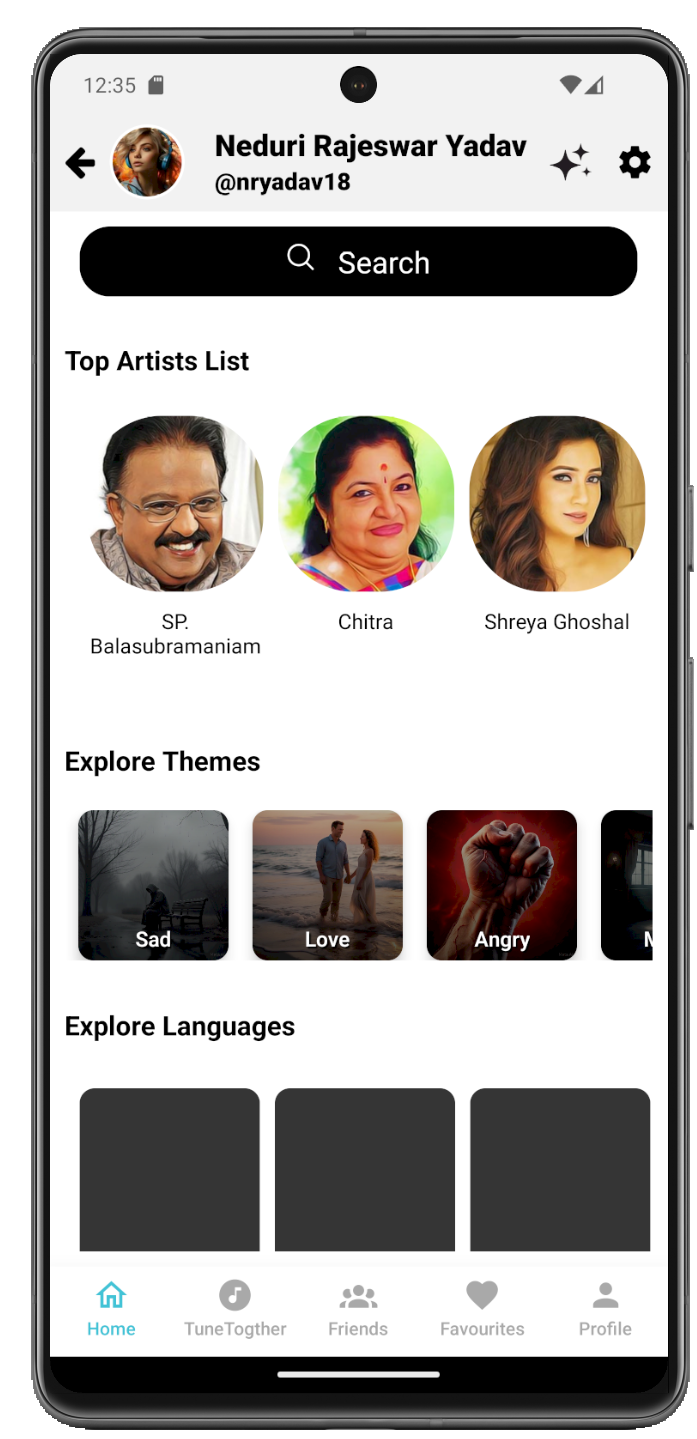 12:35
Neduri Rajeswar Yadav
@nryadav18
Search
Top Artists List
SP.
Balasubramaniam
Chitra
Shreya Ghoshal
Explore Themes
Sad
Love
Angry
Explore Languages
Home
TuneTogther
Friends
Favourites
Profile